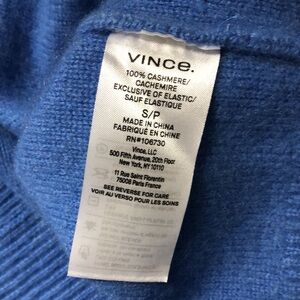 VINCE.
100% CASHMERE/
CACHEMIRE
EXCLUSIVE OF ELASTIC/
SAUF ELASTIQUE
S/P
MADE IN CHINA
FABRIQUÉ EN CHINE
RN#106730
Vince, LLC
500 Fifth Avenue, 20th Floor
New York, NY 10110
11 Rue Saint Florentin
75008 Paris France
SEE REVERSE FOR CARE
VOIR AU VERSO POUR LES SOINS